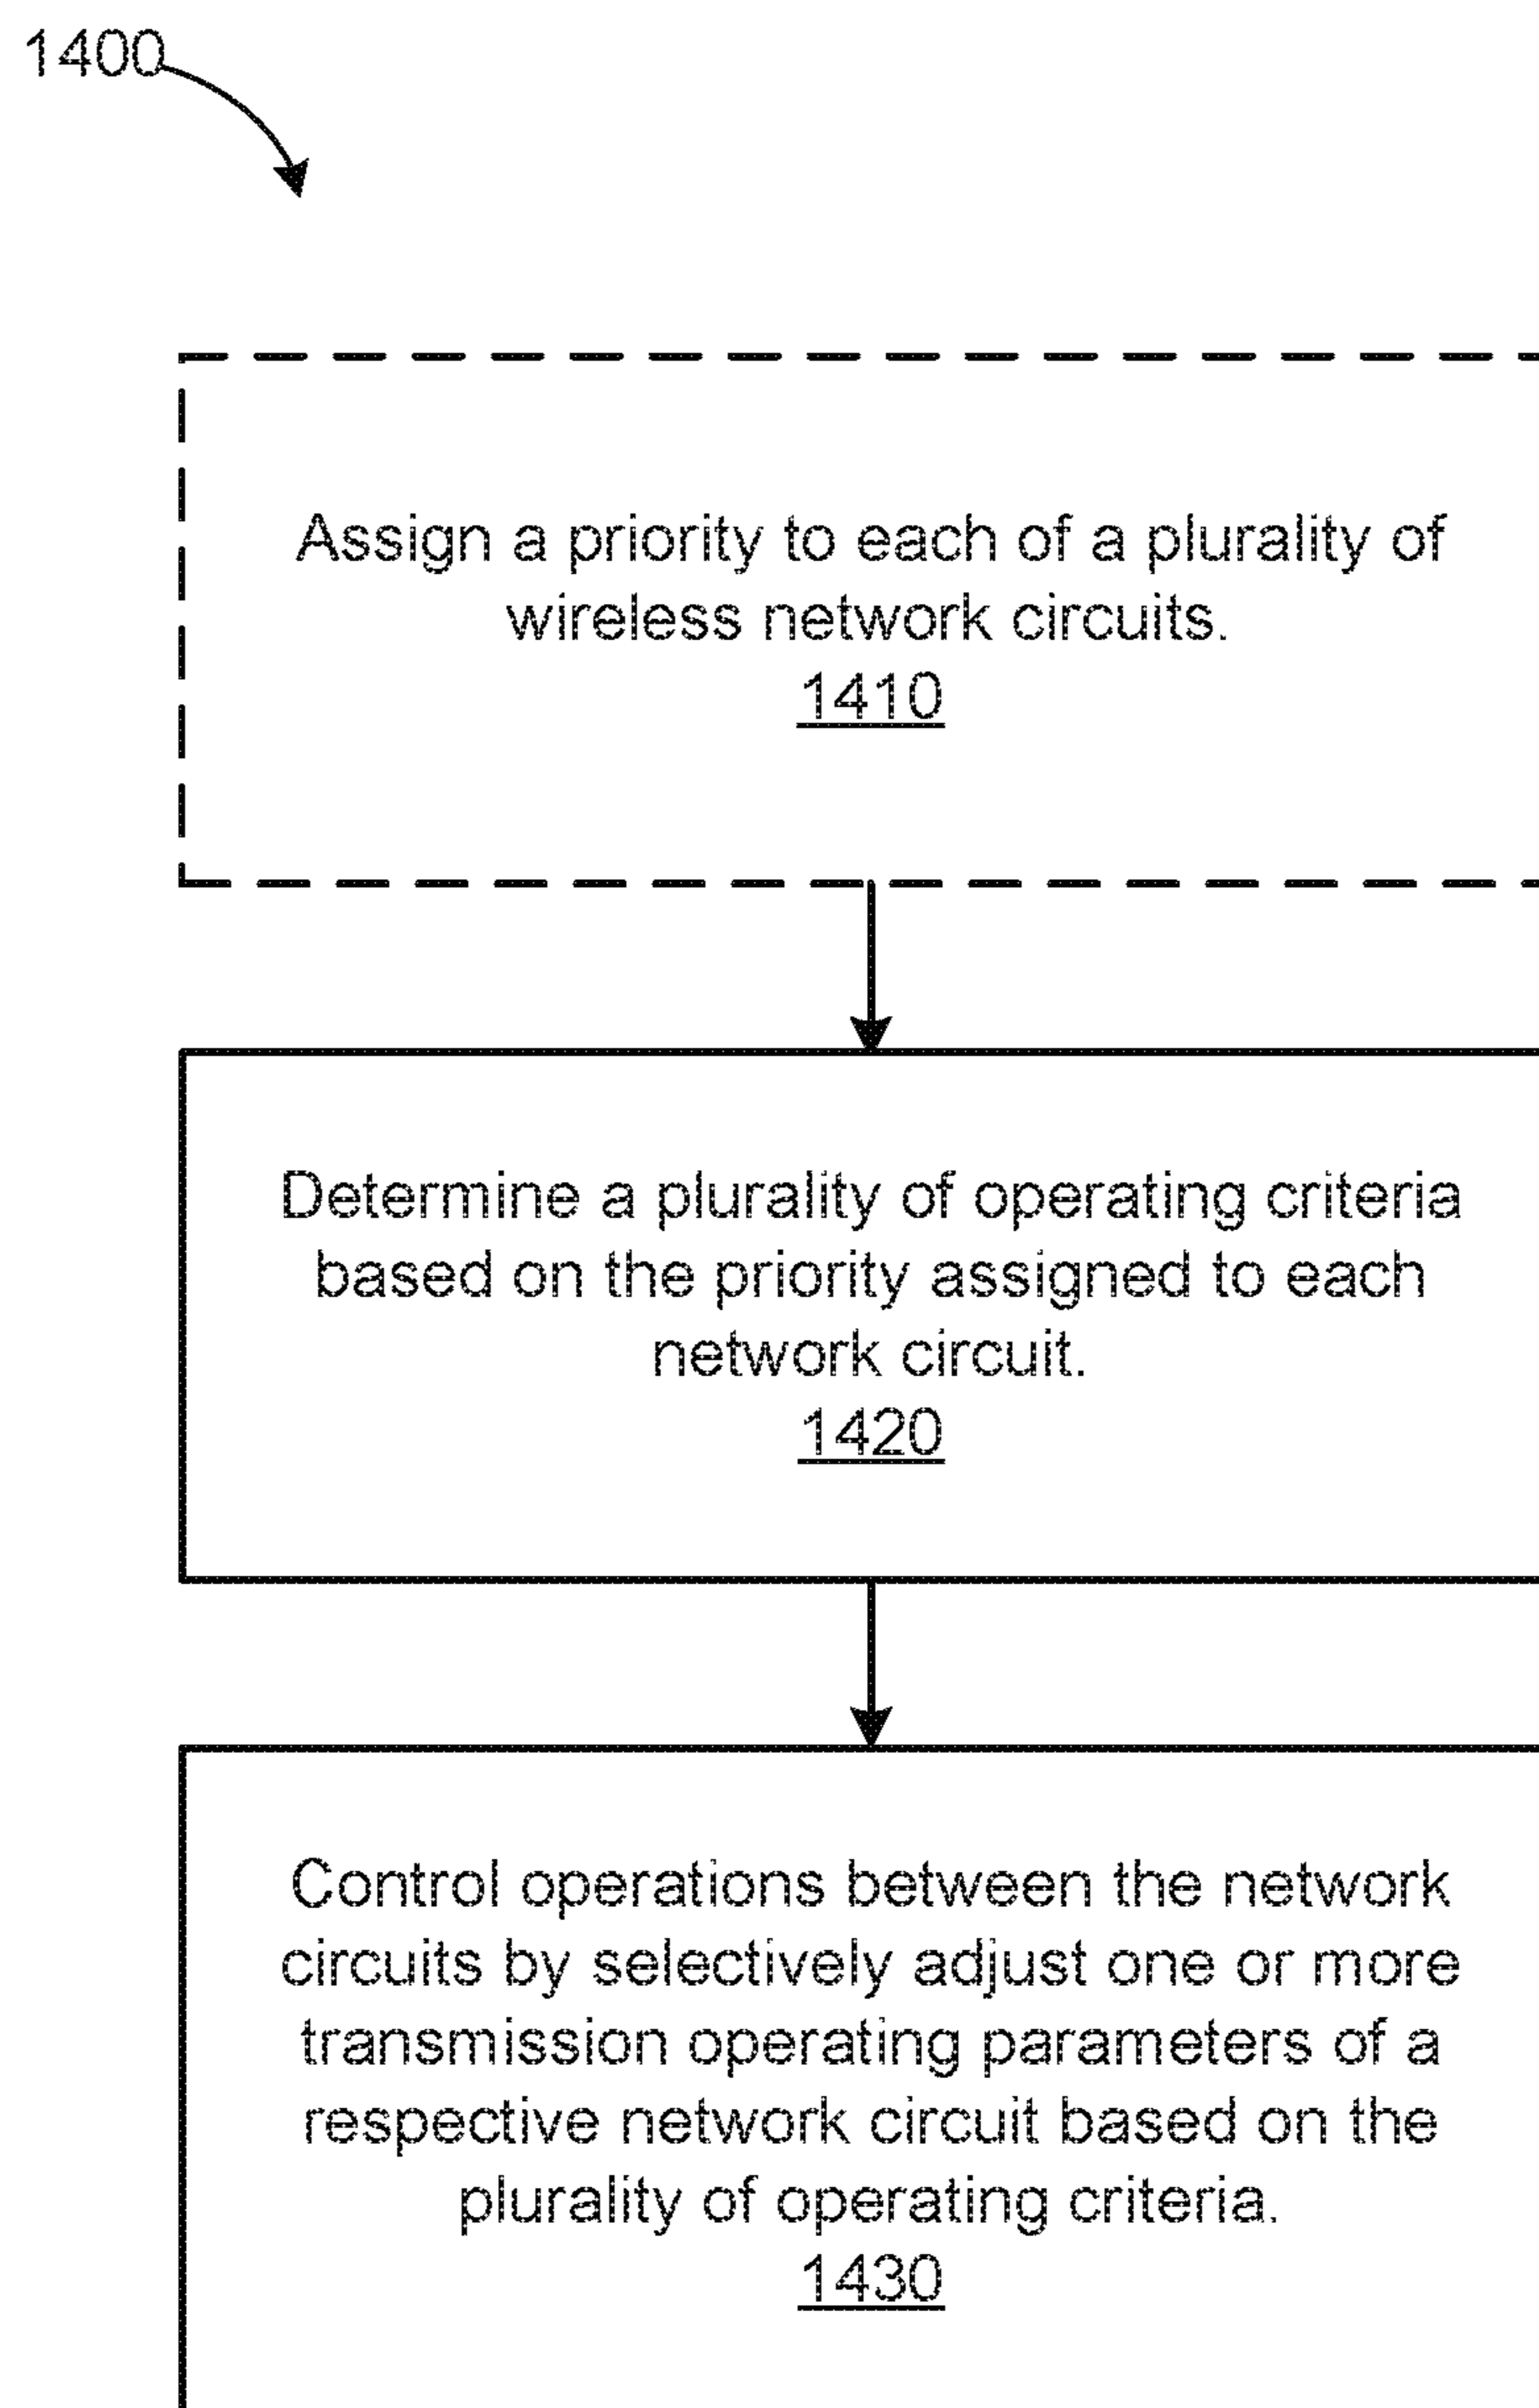 1400
Assign a priority to each of a plurality of
wireless network circuits.
1410
Determine a plurality of operating criteria
based on the priority assigned to each
network circuit.
1420
Control operations between the network
circuits by selectively adjust one or more
transmission operating parameters of a
respective network circuit based on the
plurality of operating criteria.
1430